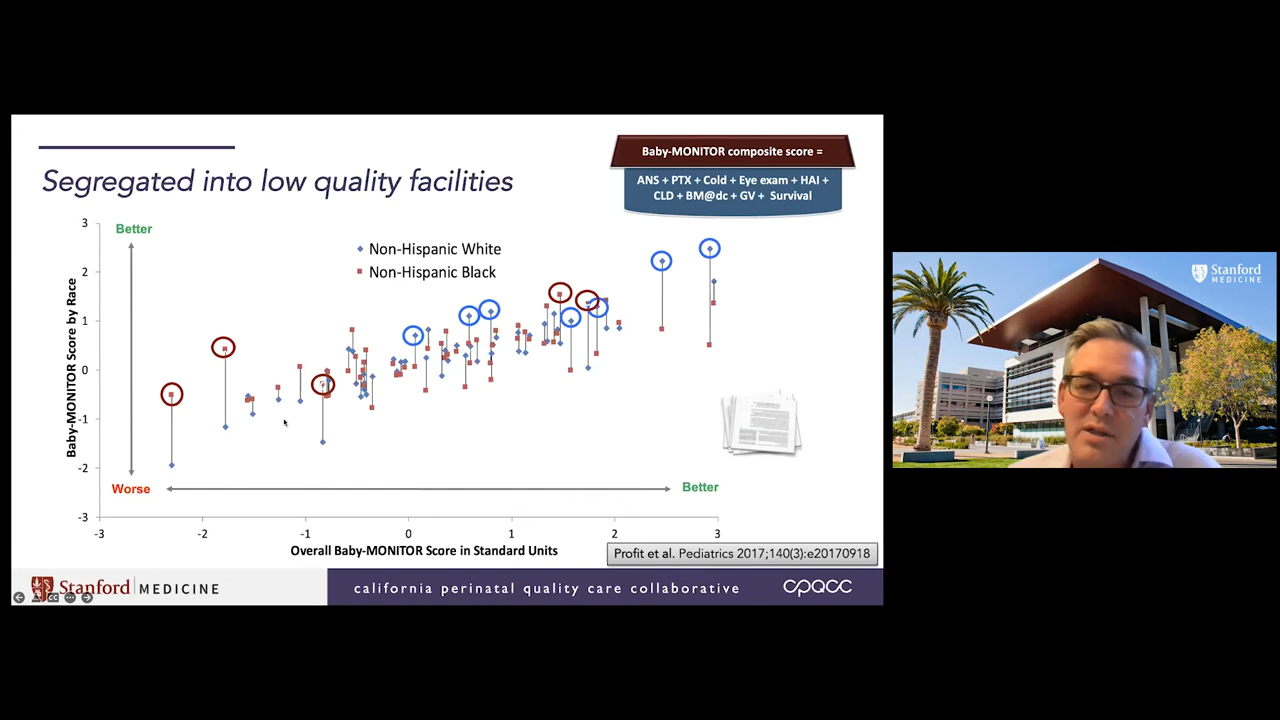 Segregated into low quality facilities
Baby-MONITOR composite score =
ANS + PTX + Cold + Eye exam + HAI +
CLD + BM@dc + GV + Survival
Better
Non-Hispanic White
Non-Hispanic Black
Baby-MONITOR Score by Race
3
2
1
0
-1
-2
-3
Worse
Better
-3
-2
-1
0
1
2
3
Overall Baby-MONITOR Score in Standard Units
Profit et al. Pediatrics 2017;140(3):e20170918
Stanford MEDICINE
california perinatal quality care collaborative
cpqcc
Stanford
MEDICINE